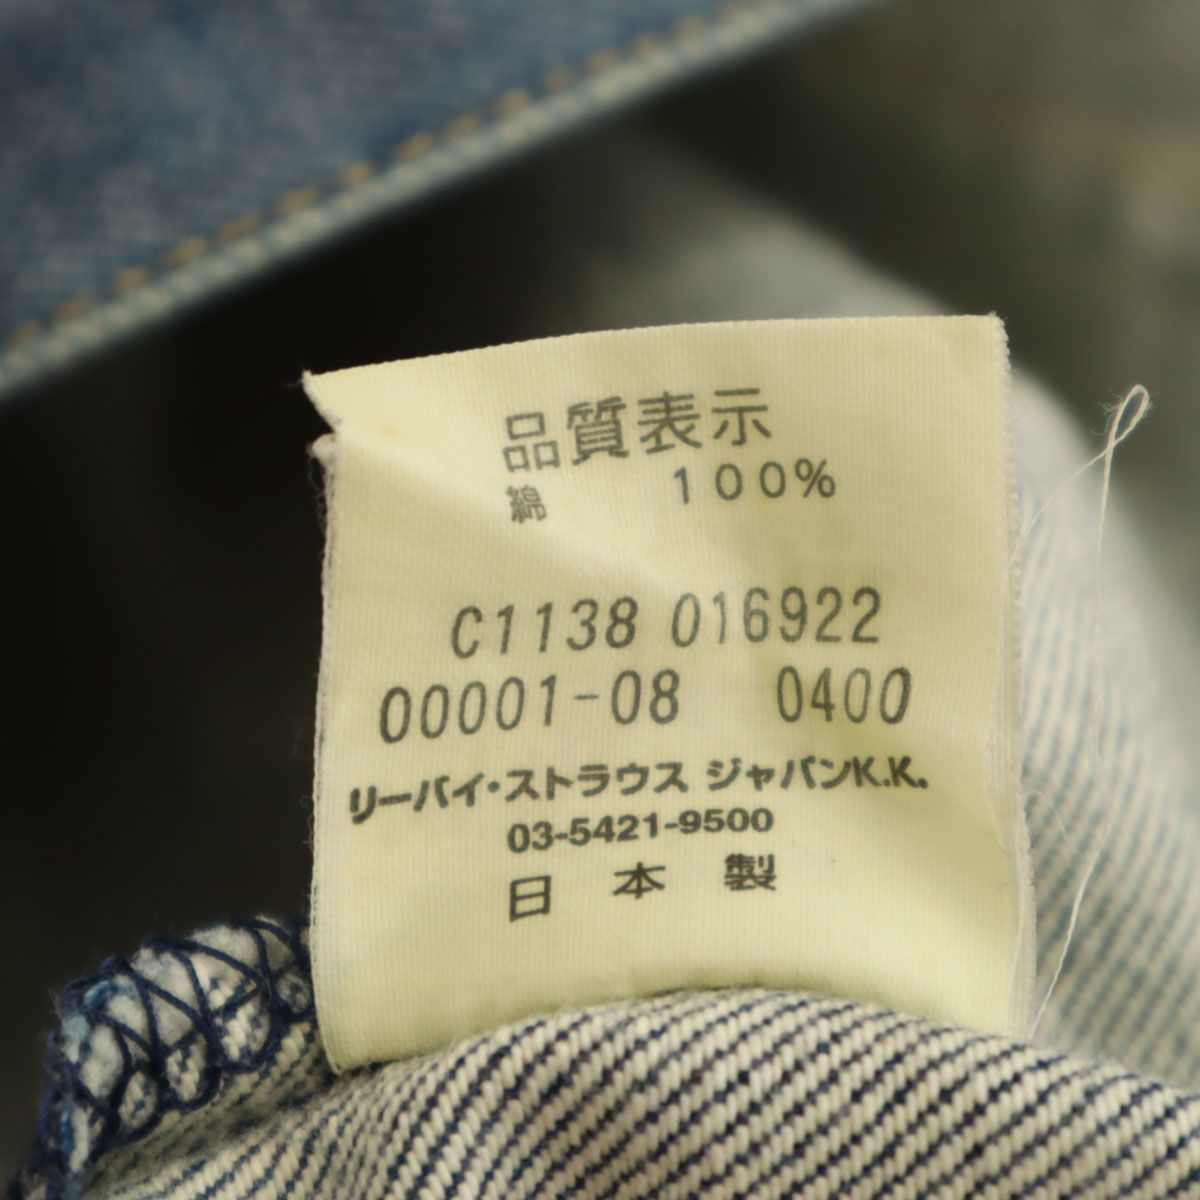 品質表示
綿 100%
C1138 016922
00001-08 0400
リーバイ・ストラウス ジャパンK.K.
03-5421-9500
日本製